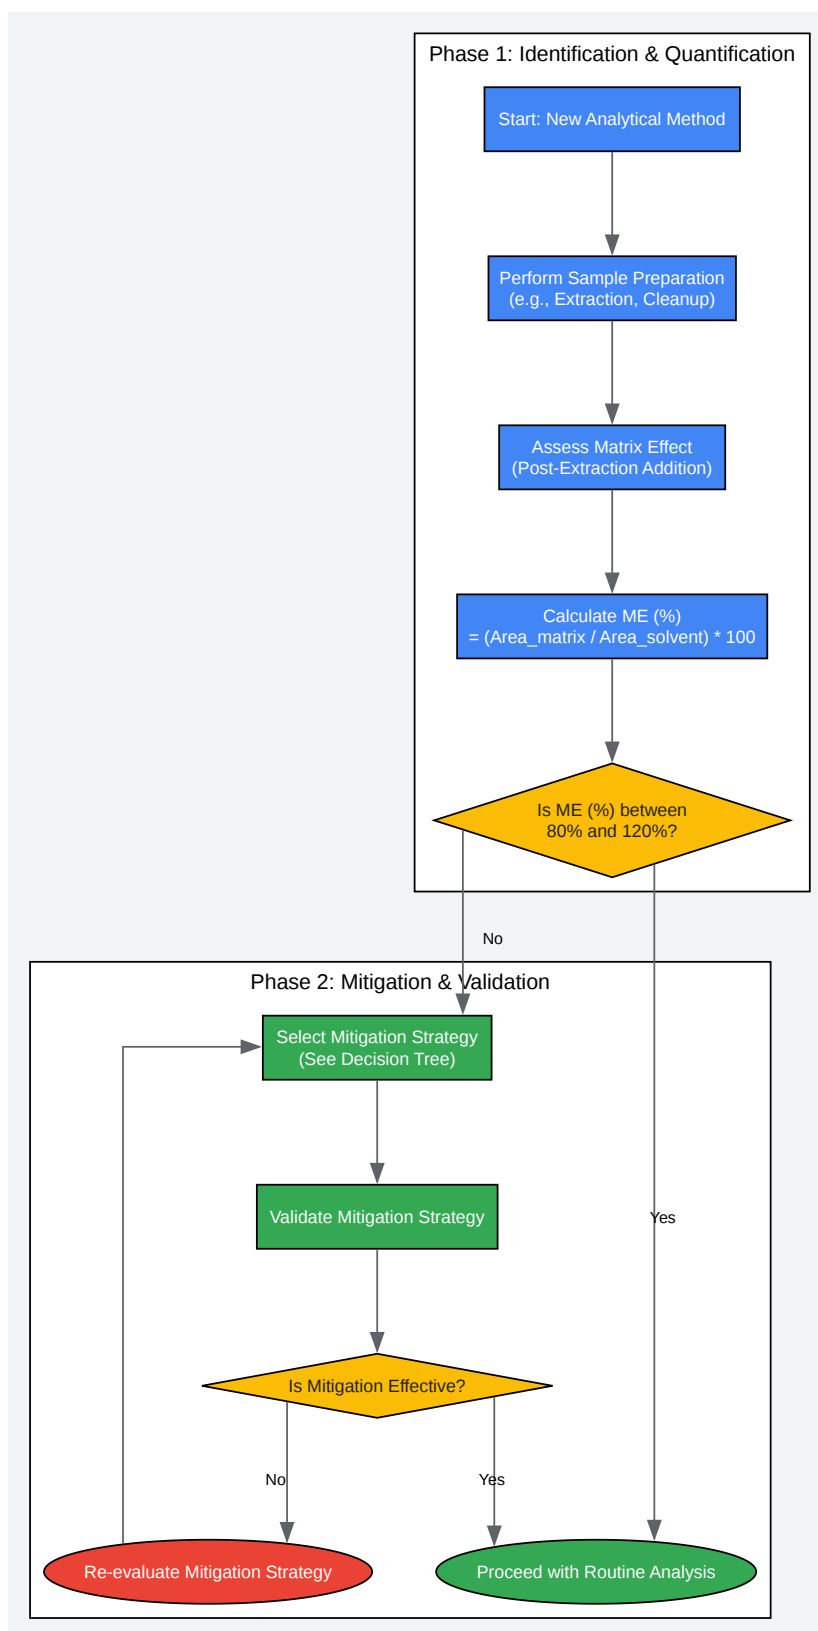 Phase 1: Identification & Quantification
Start: New Analytical Method
Perform Sample Preparation
(e.g., Extraction, Cleanup)
Assess Matrix Effect
(Post-Extraction Addition)
Calculate ME (%)
= (Area_matrix / Area_solvent) * 100
Is ME (%) between
80% and 120%?
No
Phase 2: Mitigation & Validation
Select Mitigation Strategy
(See Decision Tree)
Validate Mitigation Strategy
Yes
Is Mitigation Effective?
No
Yes
Re-evaluate Mitigation Strategy
Proceed with Routine Analysis